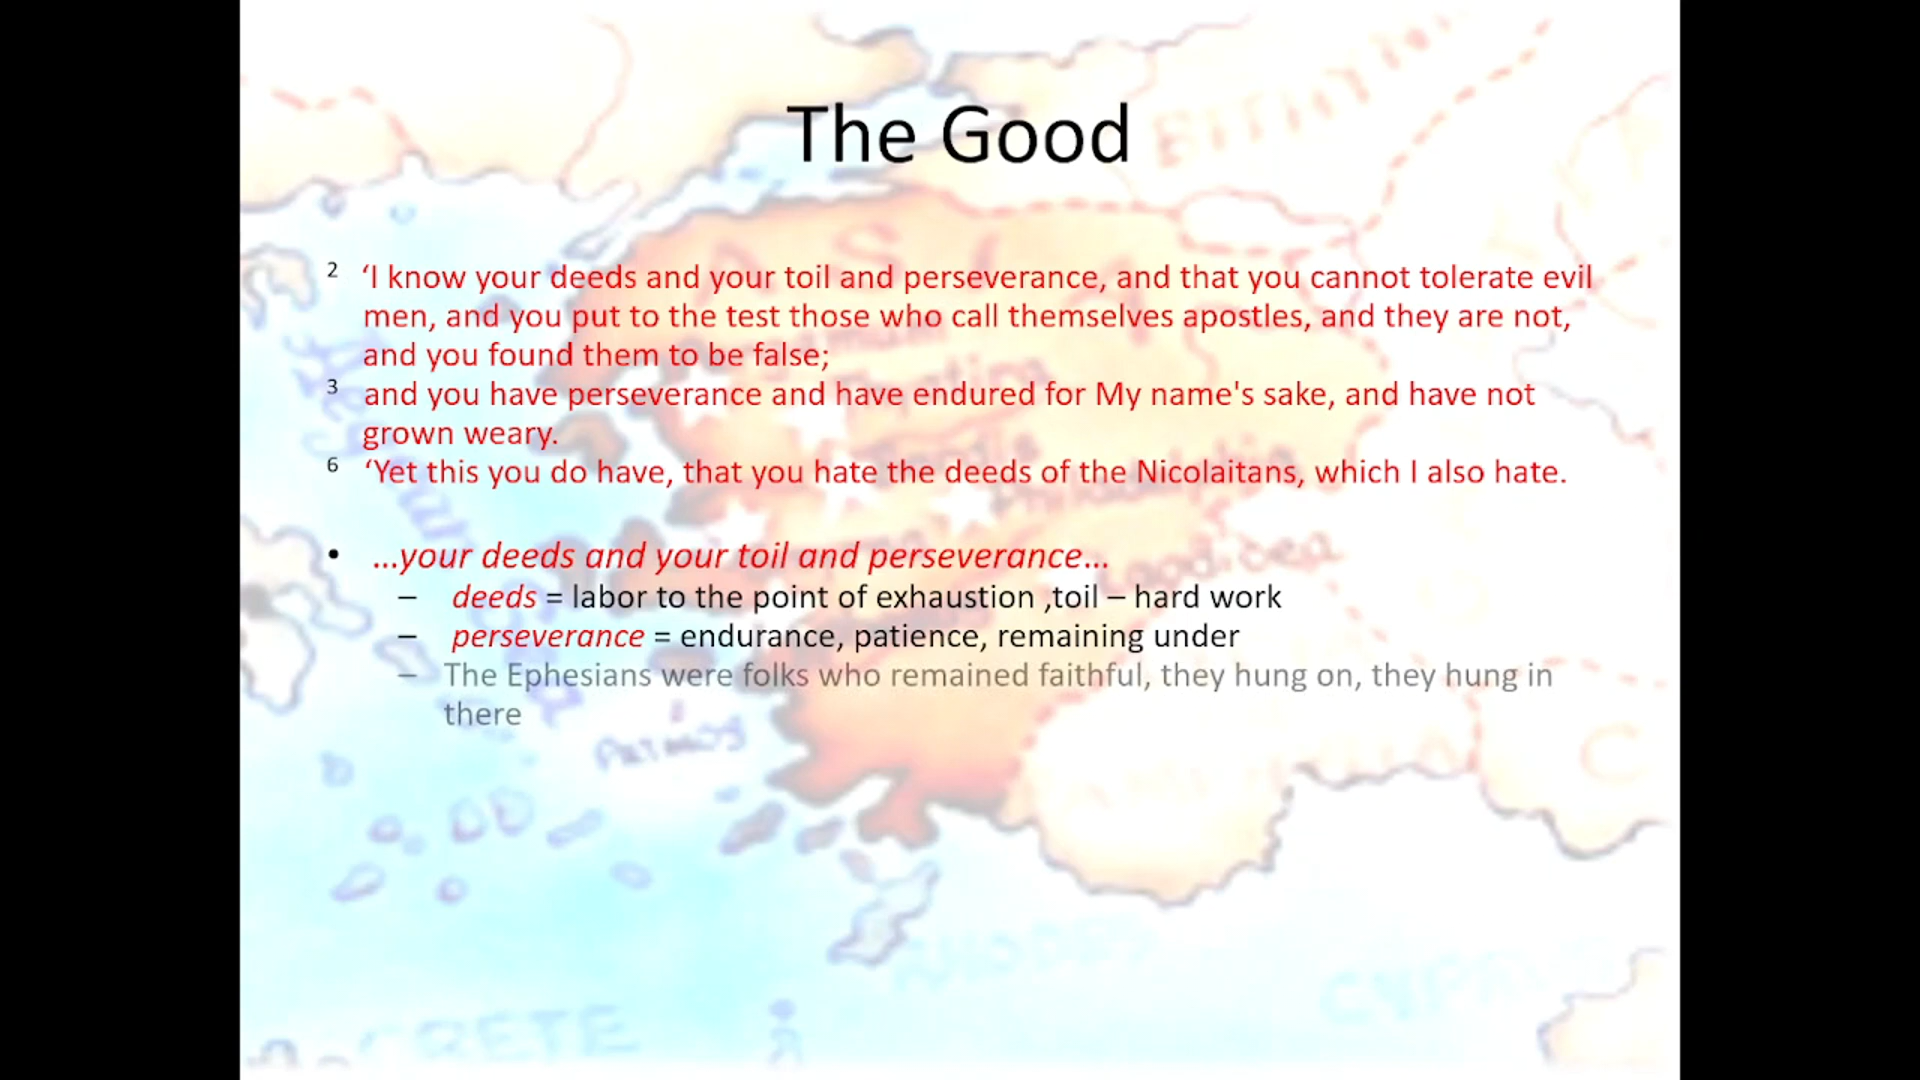 BITHYNIA
The Good
ASIA
2 ‘I know your deeds and your toil and perseverance, and that you cannot tolerate evil
men, and you put to the test those who call themselves apostles, and they are not,
and you found them to be false;
3 and you have perseverance and have endured for My name's sake, and have not
grown weary.
6 ‘Yet this you do have, that you hate the deeds of the Nicolaitans, which I also hate.
• …your deeds and your toil and perseverance…
– deeds = labor to the point of exhaustion ,toil – hard work
– perseverance = endurance, patience, remaining under
– The Ephesians were folks who remained faithful, they hung on, they hung in
there
PATMOS
RHODES
CRETE